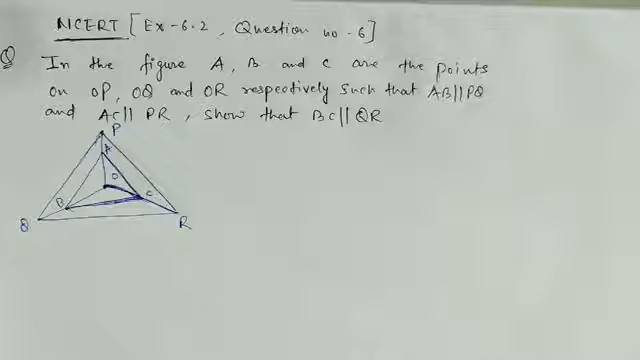 NCERT [Ex-6.2, Question no-6]
Q In the figure A, B and C are the points
on OP, OQ and OR respectively such that AB||PQ
and AC|| PR, show that BC||QR
P
A
O
B
C
Q
R